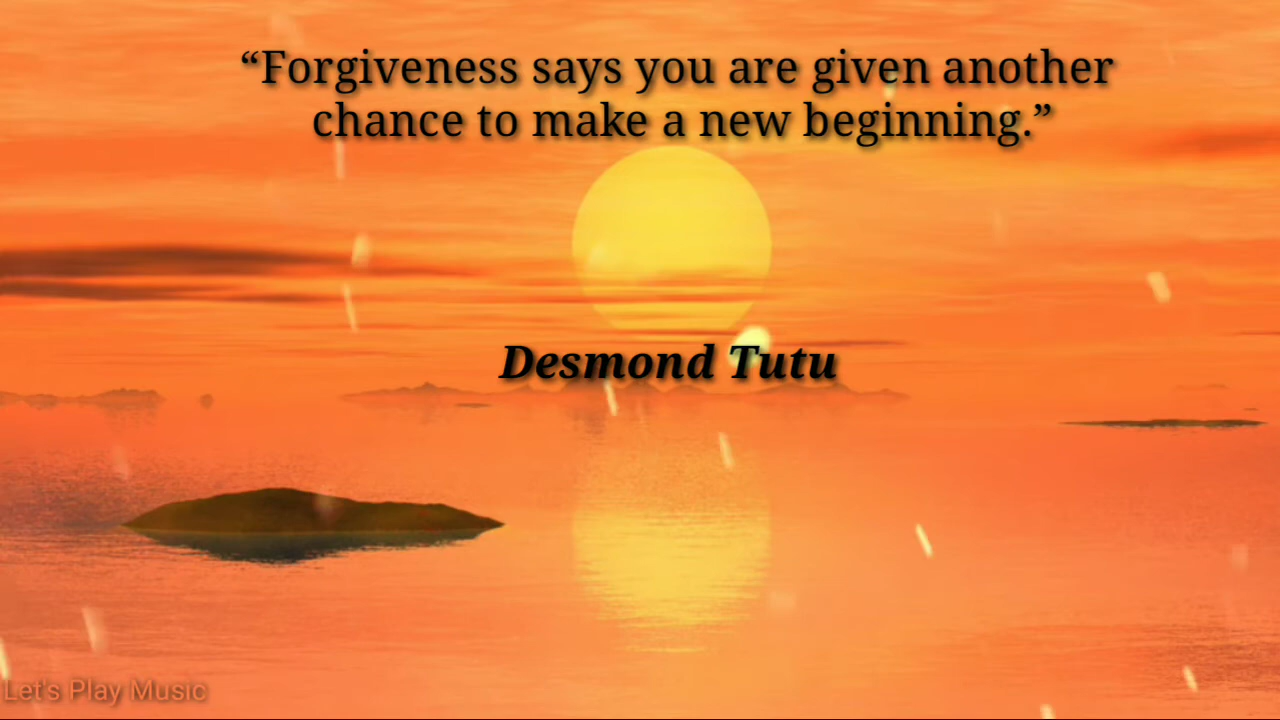 “Forgiveness says you are given another
chance to make a new beginning.”
Desmond Tutu
Let's Play Music